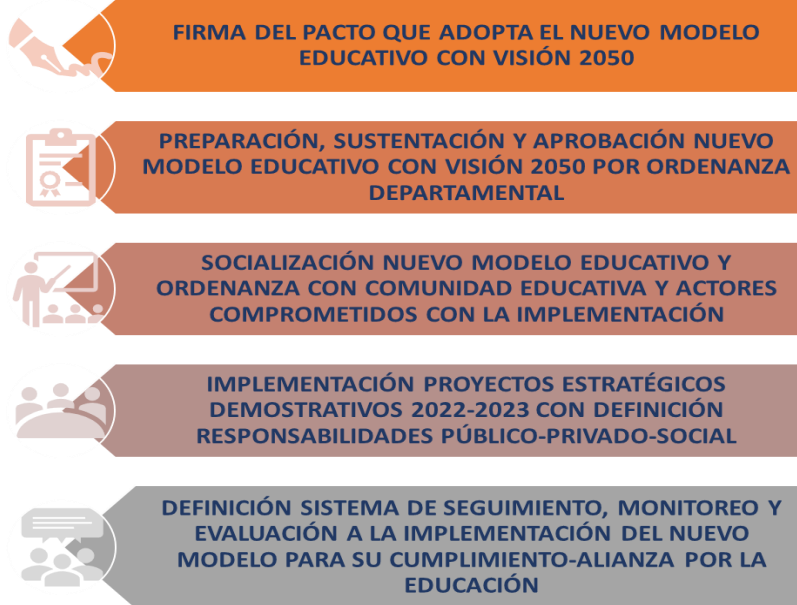 FIRMA DEL PACTO QUE ADOPTA EL NUEVO MODELO
EDUCATIVO CON VISIÓN 2050
PREPARACIÓN, SUSTENTACIÓN Y APROBACIÓN NUEVO
MODELO EDUCATIVO CON VISIÓN 2050 POR ORDENANZA
DEPARTAMENTAL
SOCIALIZACIÓN NUEVO MODELO EDUCATIVO Y
ORDENANZA CON COMUNIDAD EDUCATIVA Y ACTORES
COMPROMETIDOS CON LA IMPLEMENTACIÓN
IMPLEMENTACIÓN PROYECTOS ESTRATÉGICOS
DEMOSTRATIVOS 2022-2023 CON DEFINICIÓN
RESPONSABILIDADES PÚBLICO-PRIVADO-SOCIAL
DEFINICIÓN SISTEMA DE SEGUIMIENTO, MONITOREO Y
EVALUACIÓN A LA IMPLEMENTACIÓN DEL NUEVO
MODELO PARA SU CUMPLIMIENTO-ALIANZA POR LA
EDUCACIÓN